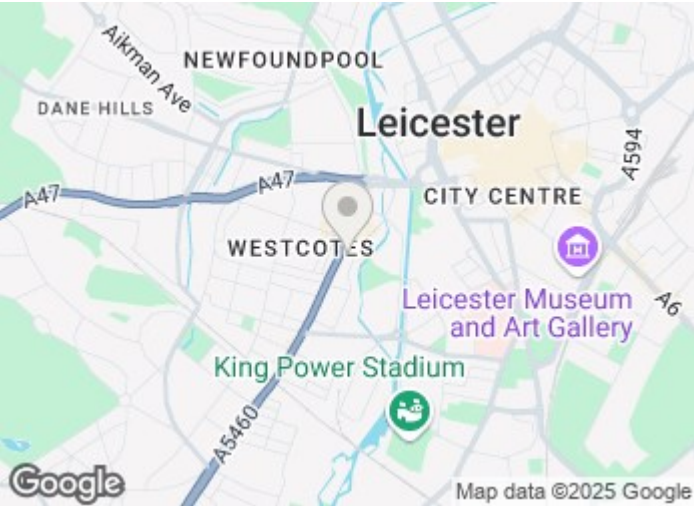 Aikman Ave
NEWFOUNDPOOL
DANE HILLS
Leicester
A594
A47
A47
CITY CENTRE
WESTCOTES
Leicester Museum
and Art Gallery
A6
King Power Stadium
A5460
Google
Map data ©2025 Google